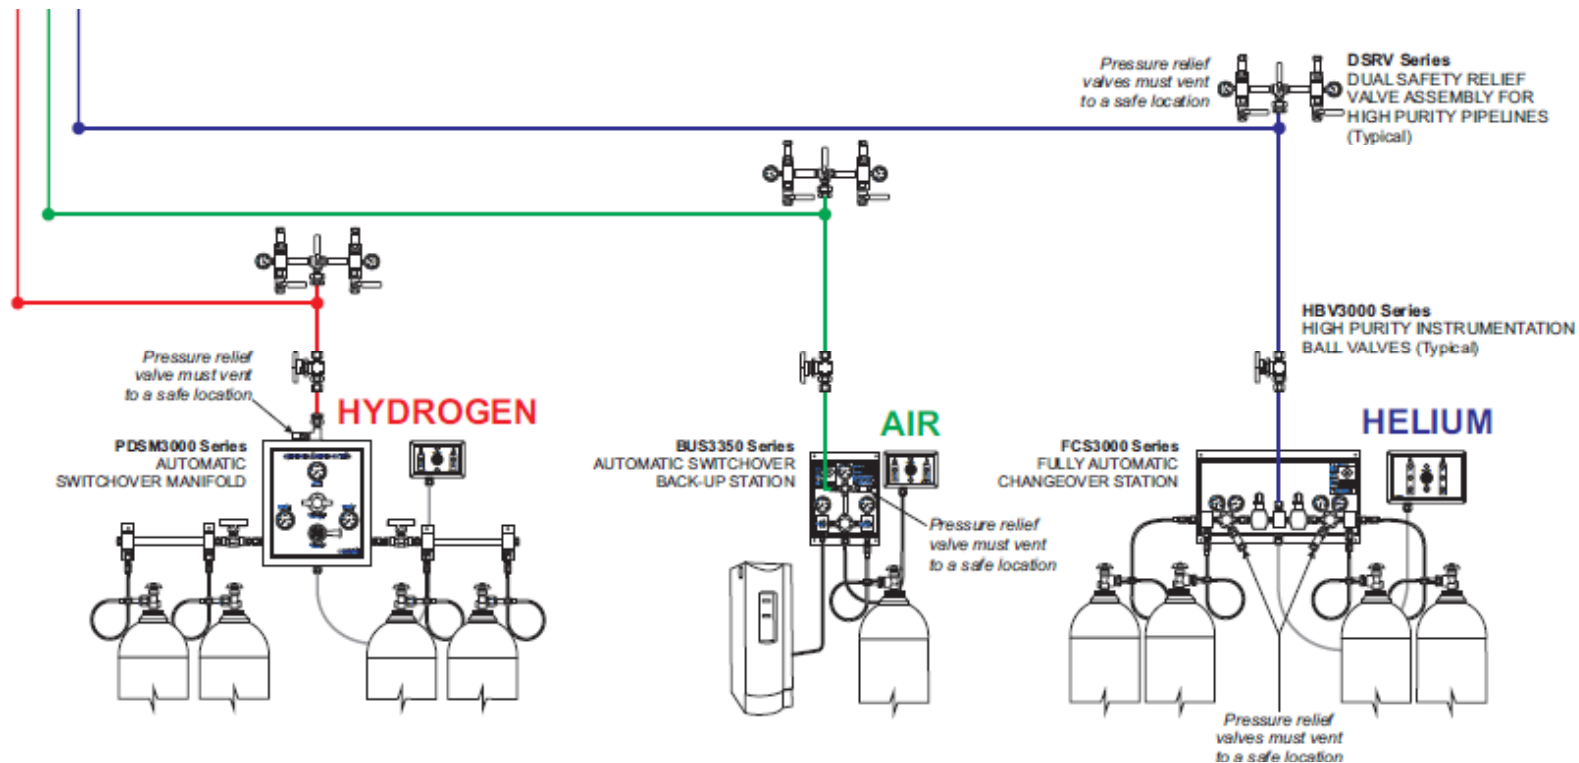 Pressure relief
valves must vent
to a safe location
DSRV Series
DUAL SAFETY RELIEF
VALVE ASSEMBLY FOR
HIGH PURITY PIPELINES
(Typical)
HBV3000 Series
HIGH PURITY INSTRUMENTATION
BALL VALVES (Typical)
Pressure relief
valve must vent
to a safe location
HYDROGEN
PDSM3000 Series
AUTOMATIC
SWITCHOVER MANIFOLD
AIR
BUS3350 Series
AUTOMATIC SWITCHOVER
BACK-UP STATION
Pressure relief
valve must vent
to a safe location
HELIUM
FCS3000 Series
FULLY AUTOMATIC
CHANGEOVER STATION
Pressure relief
valves must vent
to a safe location